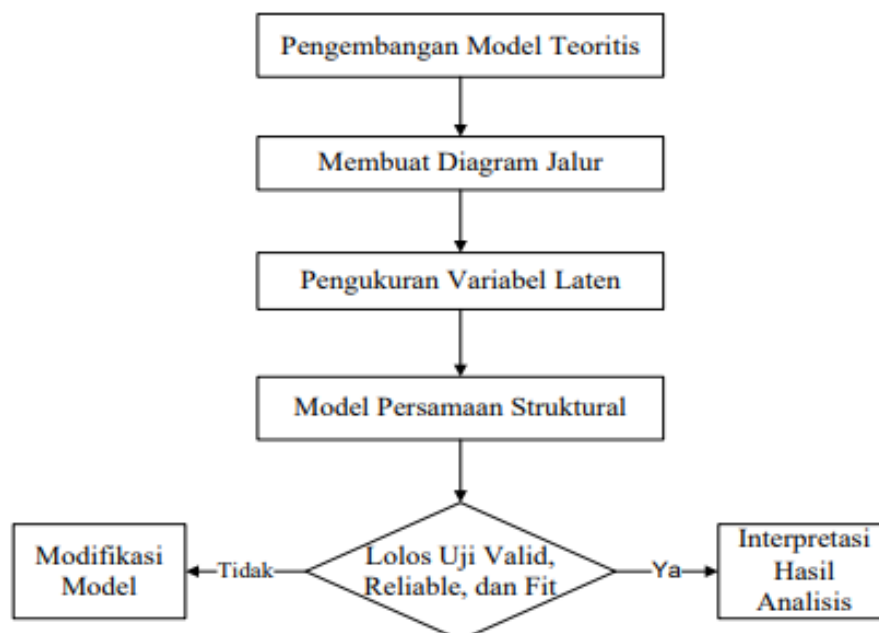 Pengembangan Model Teoritis
Membuat Diagram Jalur
Pengukuran Variabel Laten
Model Persamaan Struktural
Modifikasi
Model
Tidak
Lolos Uji Valid,
Reliable, dan Fit
Ya
Interpretasi
Hasil
Analisis